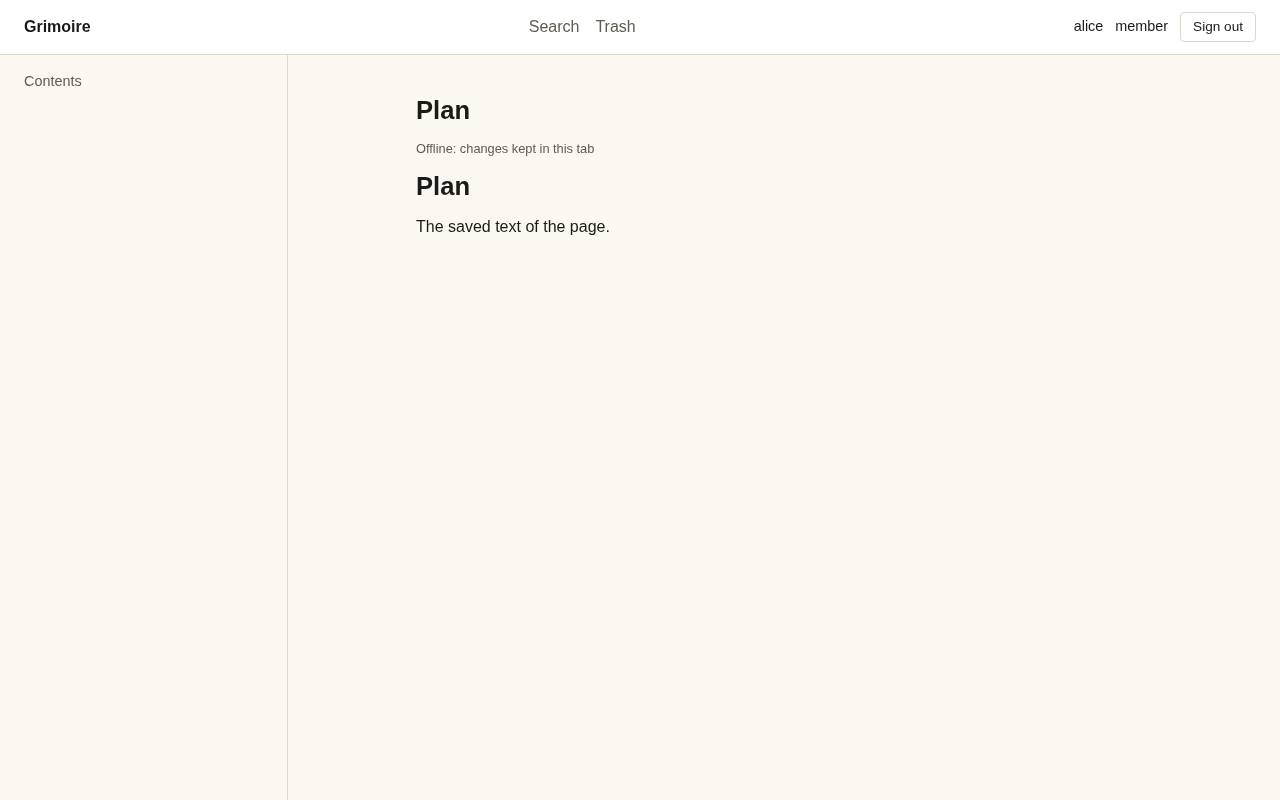 Grimoire
Search Trash
alice member Sign out
Contents
Plan
Offline: changes kept in this tab
Plan
The saved text of the page.